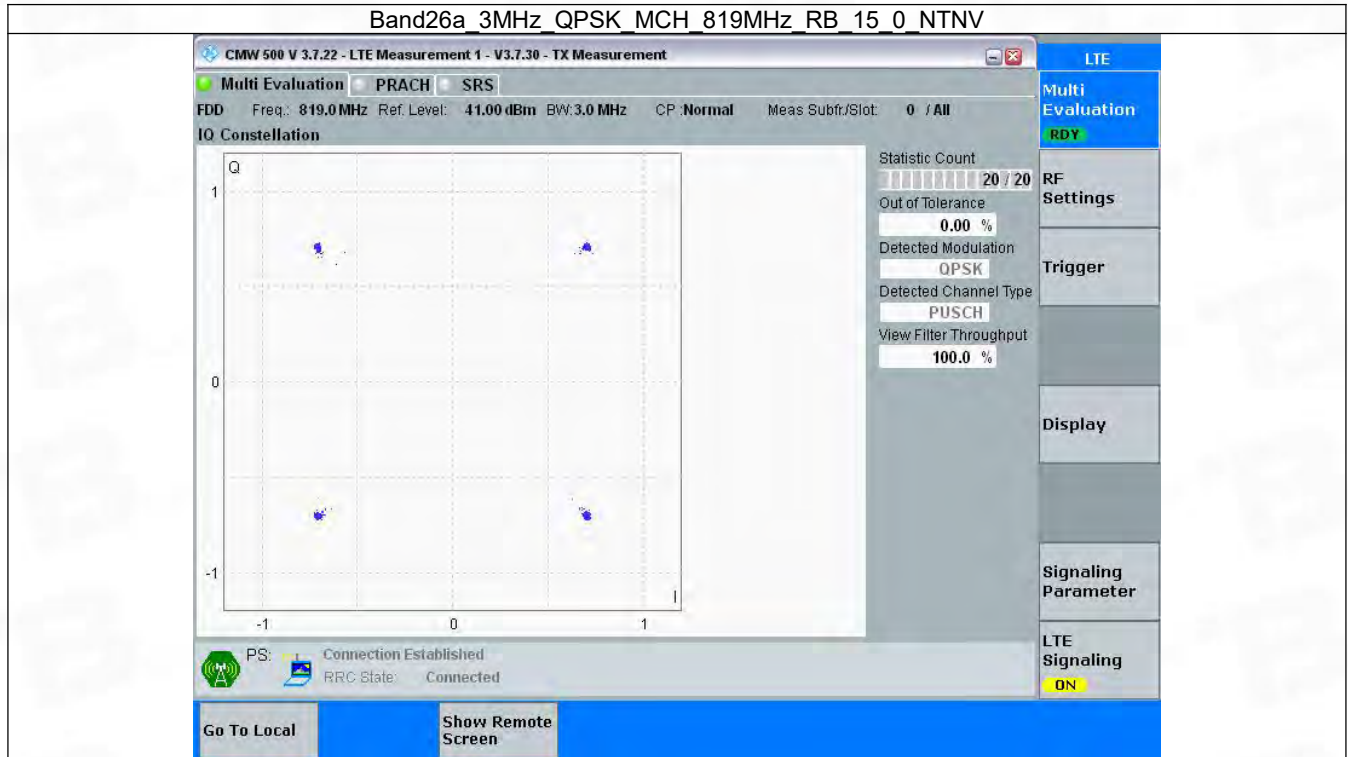 Band26a_3MHz_QPSK_MCH_819MHz_RB_15_0_NTNV
CMW 500 V 3.7.22 - LTE Measurement 1 - V3.7.30 - TX Measurement
LTE
Multi Evaluation PRACH SRS
FDD Freq.: 819.0 MHz Ref. Level: 41.00 dBm BW: 3.0 MHz CP :Normal Meas Subfr./Slot: 0 / All
IQ Constellation
Q
1
0
-1
I
-1 0 1
Statistic Count
20 / 20
Out of Tolerance
0.00 %
Detected Modulation
QPSK
Detected Channel Type
PUSCH
View Filter Throughput
100.0 %
Multi
Evaluation
RDY
RF
Settings
Trigger
Display
Signaling
Parameter
LTE
Signaling
ON
PS: Connection Established
RRC State: Connected
Go To Local
Show Remote
Screen